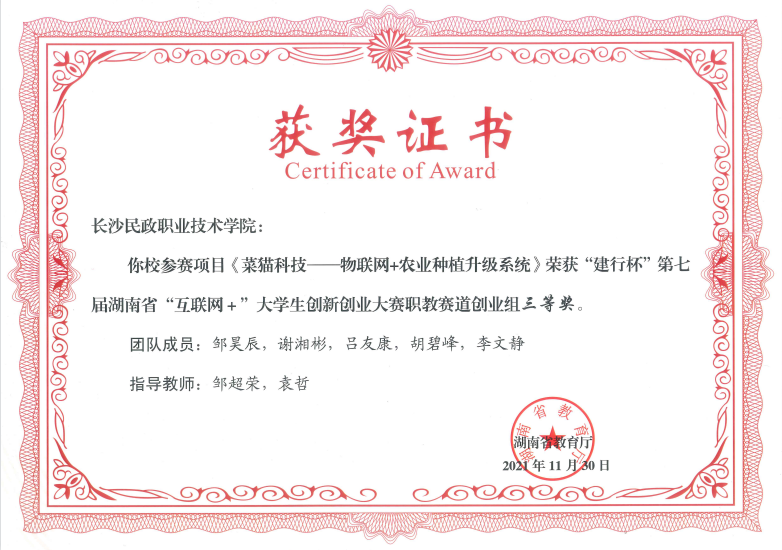 获奖证书
Certificate of Award
长沙民政职业技术学院：
你校参赛项目《菜猫科技——物联网+农业种植升级系统》荣获“建行杯”第七
届湖南省“互联网+”大学生创新创业大赛职教赛道创业组三等奖。
团队成员：邹昊辰，谢湘彬，吕友康，胡碧峰，李文静
指导教师：邹超荣，袁哲
湖南省教育厅
湖南省教育厅
2021年11月30日